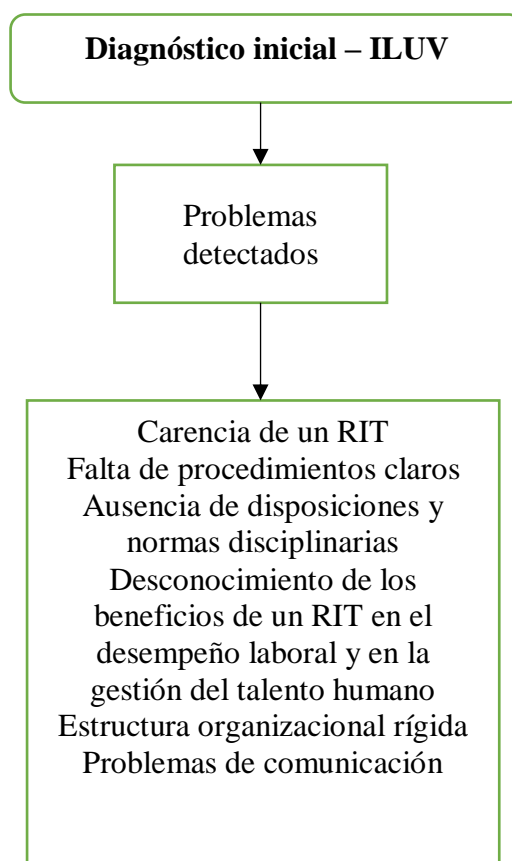 Diagnóstico inicial – ILUV
Problemas
detectados
Carencia de un RIT
Falta de procedimientos claros
Ausencia de disposiciones y
normas disciplinarias
Desconocimiento de los
beneficios de un RIT en el
desempeño laboral y en la
gestión del talento humano
Estructura organizacional rígida
Problemas de comunicación